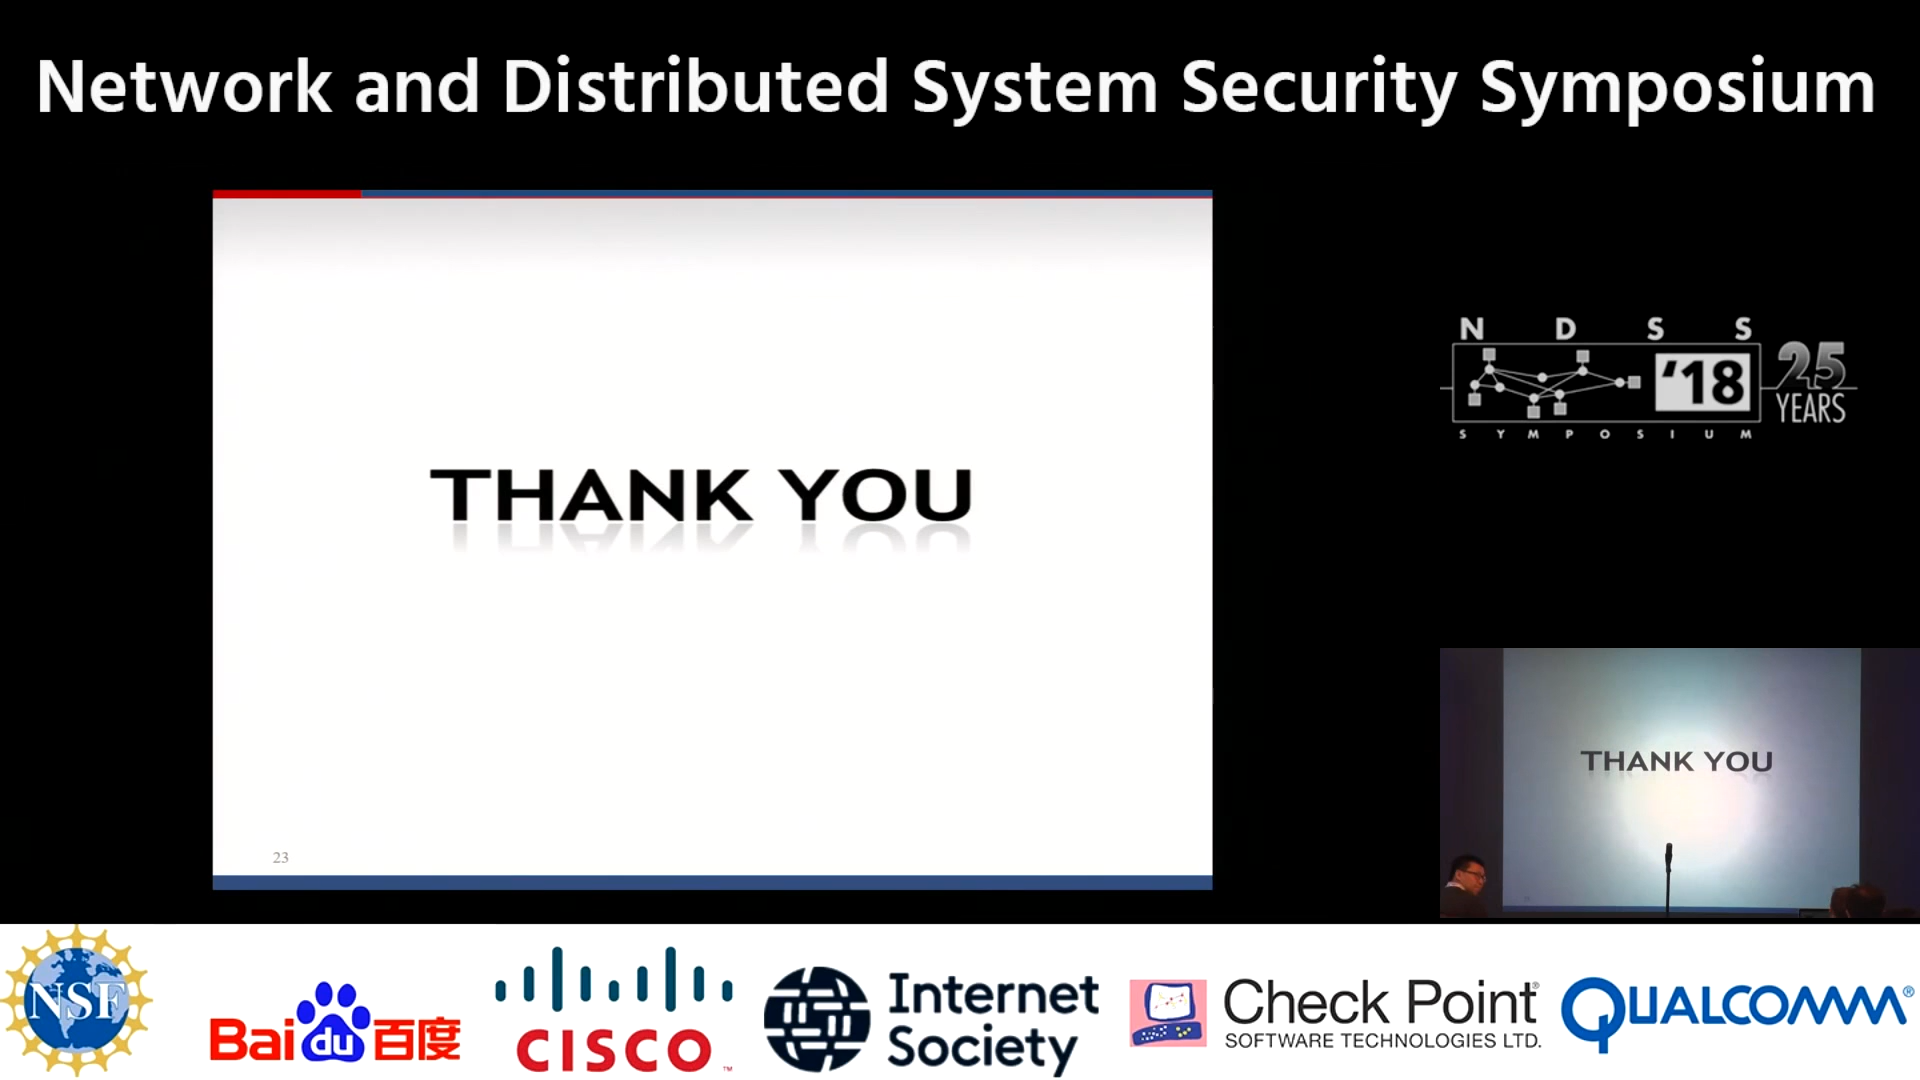 Network and Distributed System Security Symposium
THANK YOU
23
N D S S
'18
25
YEARS
S Y M P O S I U M
THANK YOU
NSF
Bai du 百度
CISCO™
Internet
Society
Check Point®
SOFTWARE TECHNOLOGIES LTD.
QUALCOMM®